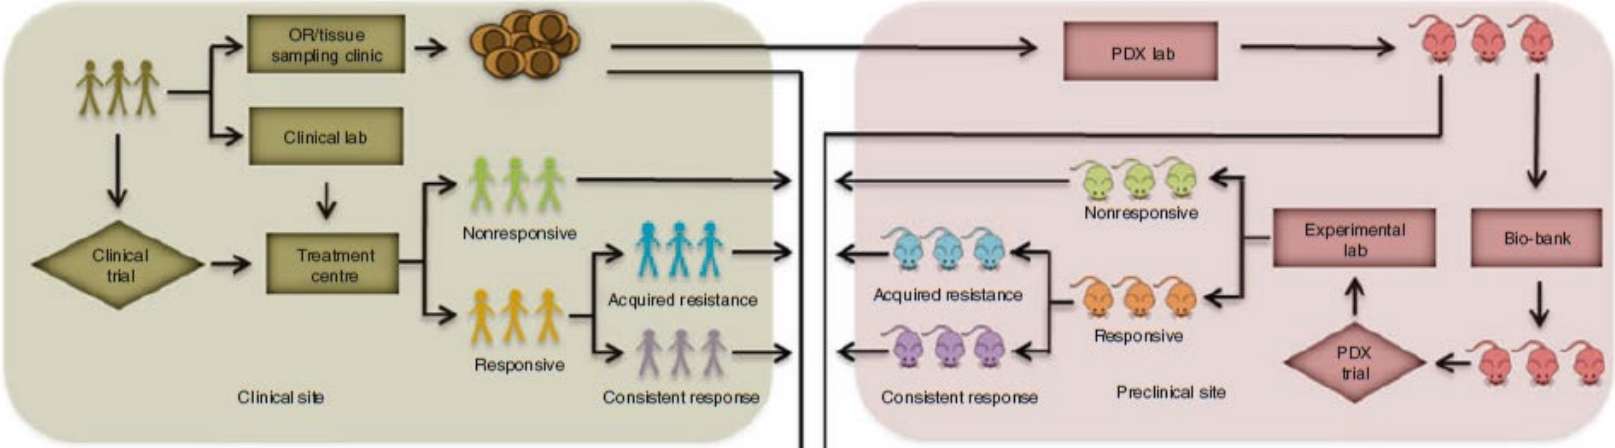 OR/tissue
sampling clinic
Clinical lab
Clinical
trial
Treatment
centre
Nonresponsive
Acquired resistance
Responsive
Consistent response
Clinical site
PDX lab
Nonresponsive
Experimental
lab
Bio-bank
Acquired resistance
Responsive
PDX
trial
Consistent response
Preclinical site